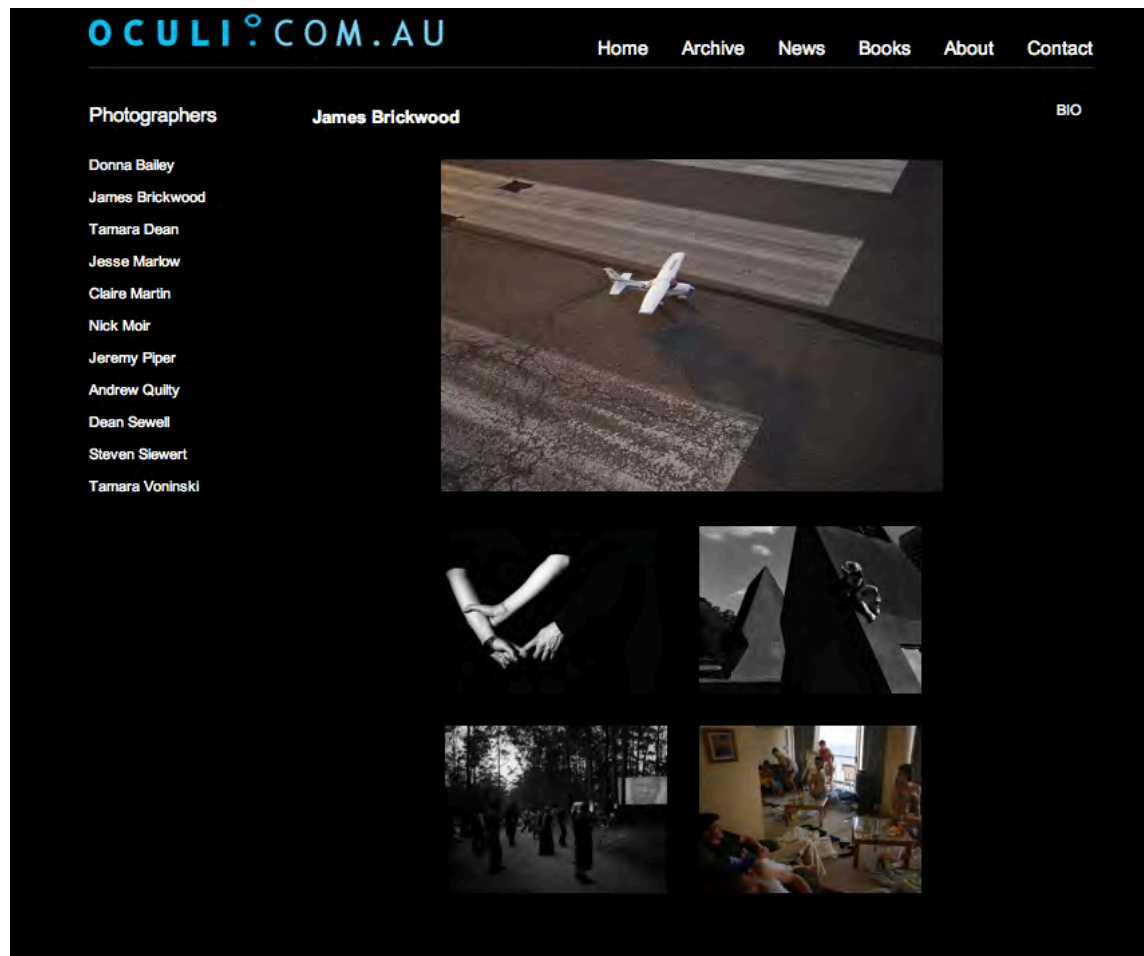 OCULI.COM.AU
Home Archive News Books About Contact
Photographers
James Brickwood
BIO
Donna Bailey
James Brickwood
Tamara Dean
Jesse Marlow
Claire Martin
Nick Moir
Jeremy Piper
Andrew Quilty
Dean Sewell
Steven Siewert
Tamara Voninski